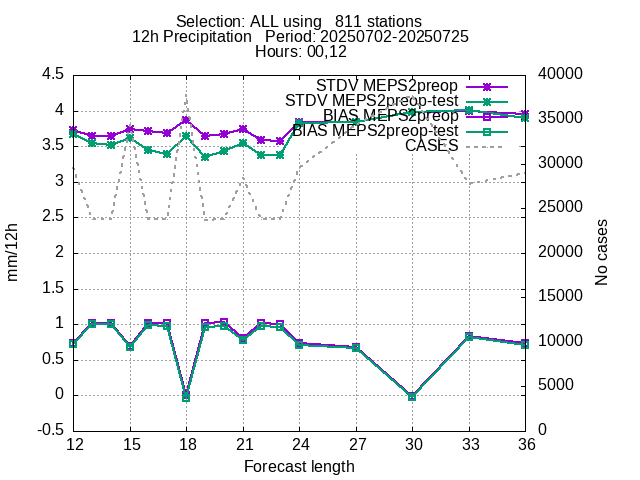 Selection: ALL using   811 stations
12h Precipitation   Period: 20250702-20250725
Hours: 00,12
STDV MEPS2preop
STDV MEPS2preop-test
BIAS MEPS2preop
BIAS MEPS2preop-test
CASES
mm/12h
4.5
4
3.5
3
2.5
2
1.5
1
0.5
0
-0.5
No cases
40000
35000
30000
25000
20000
15000
10000
5000
0
12 15 18 21 24 27 30 33 36
Forecast length